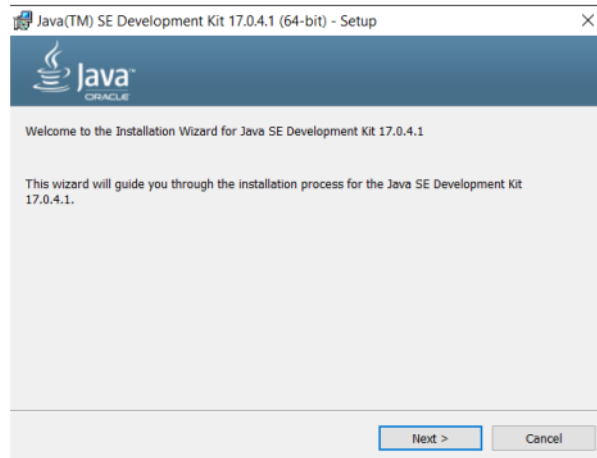 Java(TM) SE Development Kit 17.0.4.1 (64-bit) - Setup
Java™
ORACLE
Welcome to the Installation Wizard for Java SE Development Kit 17.0.4.1
This wizard will guide you through the installation process for the Java SE Development Kit
17.0.4.1.
Next >
Cancel